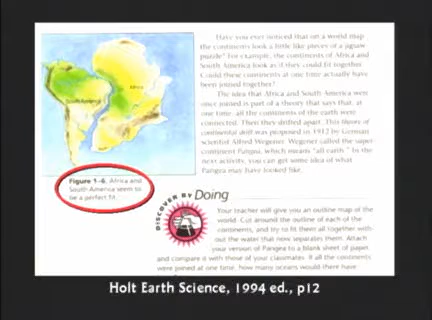 Have you ever noticed that on a world map
the continents look a little like pieces of a jigsaw
puzzle? For example, the continents of Africa and
South America look as if they could fit together.
Could these continents at one time actually have
been joined together?
The idea that Africa and South America were
once joined is part of a theory that says that, at
one time, all the continents of the earth were
connected. Then they drifted apart. This theory of
continental drift was proposed in 1912 by German
scientist Alfred Wegener. Wegener called the super
continent Pangea, which means "all earth." In the
next activity, you can get some idea of what
Pangea may have looked like.
South America
Africa
Figure 1–6. Africa and
South America seem to
be a perfect fit.
DISCOVER BY Doing
Your teacher will give you an outline map of the
world. Cut around the outline of each of the
continents, and try to fit them all together with-
out the water that now separates them. Attach
your version of Pangea to a blank sheet of paper
and compare it with those of your classmates. If all the continents
were joined at one time, how many oceans would there have
Holt Earth Science, 1994 ed., p12